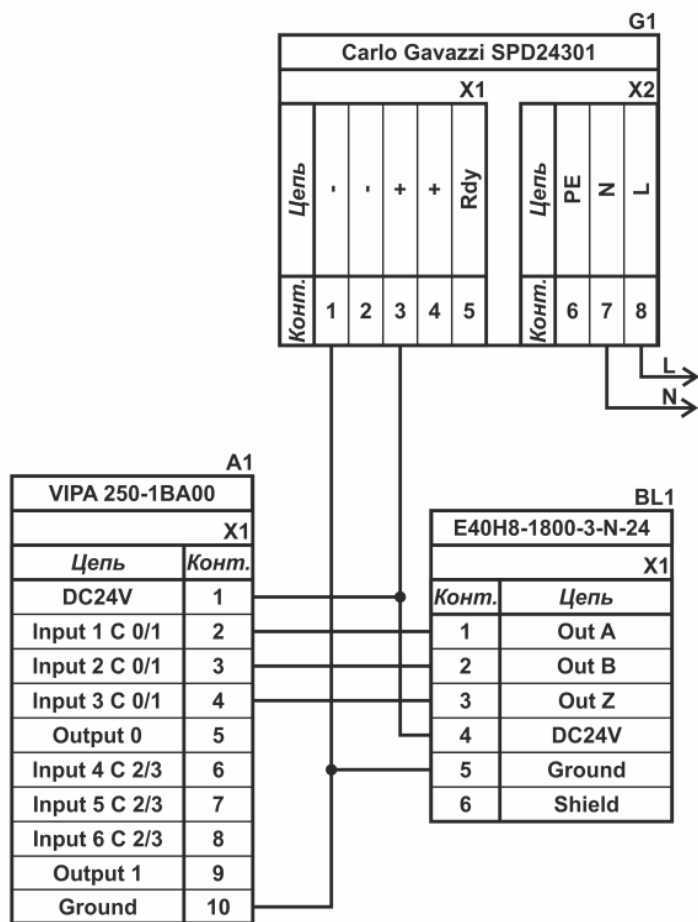 G1
Carlo Gavazzi SPD24301
X1 X2
Цепь - - + + Rdy Цепь PE N L
Конт. 1 2 3 4 5 Конт. 6 7 8
L
N
A1
VIPA 250-1BA00
X1
Цепь Конт.
DC24V 1
Input 1 C 0/1 2
Input 2 C 0/1 3
Input 3 C 0/1 4
Output 0 5
Input 4 C 2/3 6
Input 5 C 2/3 7
Input 6 C 2/3 8
Output 1 9
Ground 10
BL1
E40H8-1800-3-N-24
X1
Конт. Цепь
1 Out A
2 Out B
3 Out Z
4 DC24V
5 Ground
6 Shield